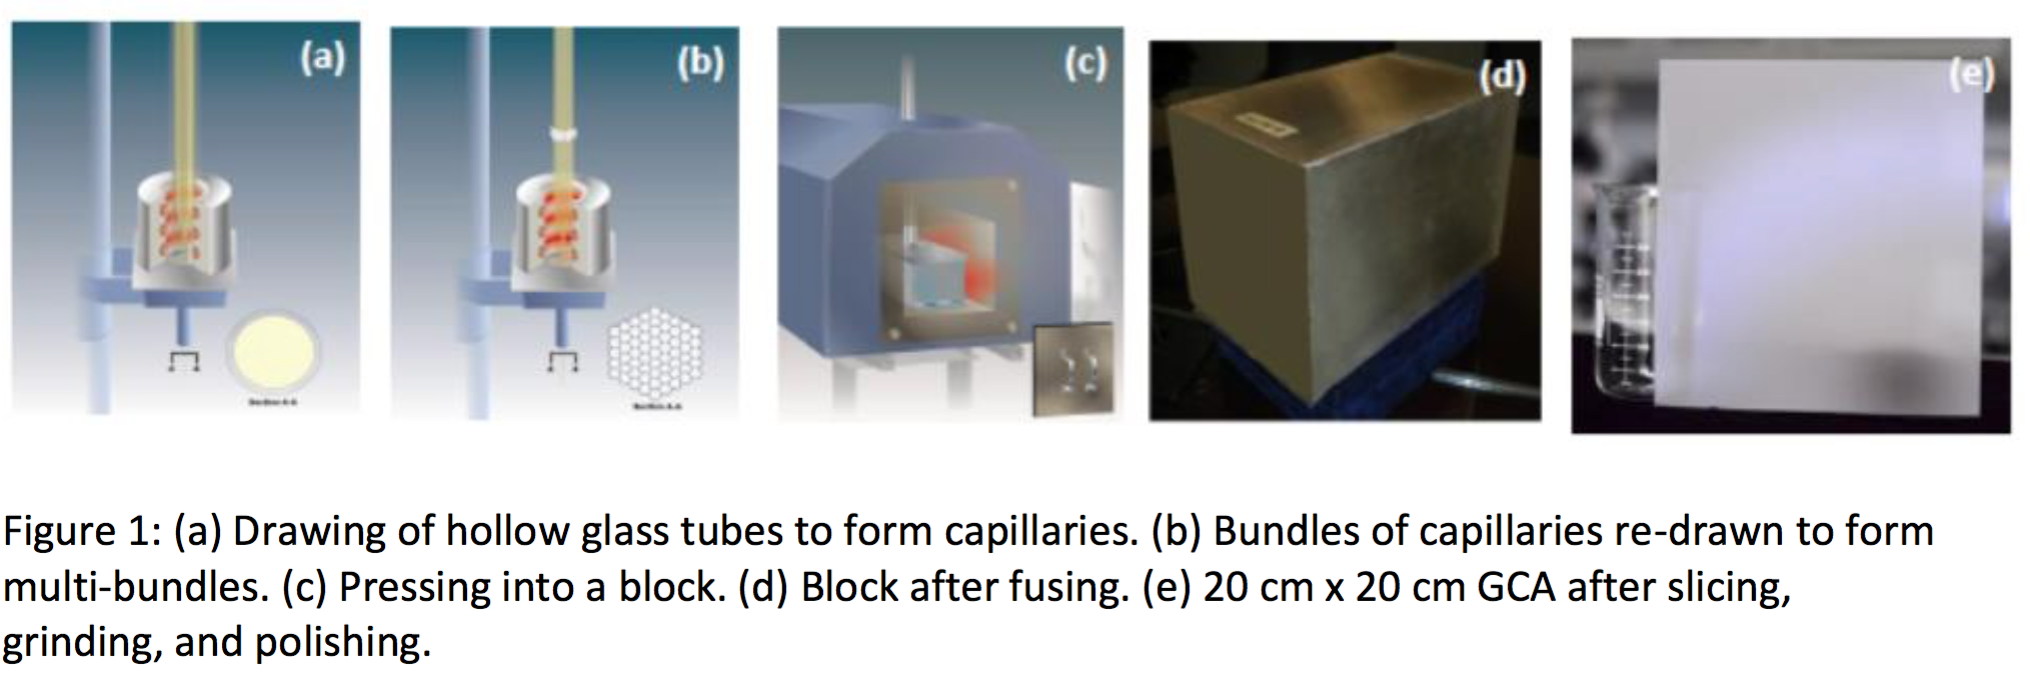 (a)
(b)
(c)
(d)
(e)
Figure 1: (a) Drawing of hollow glass tubes to form capillaries. (b) Bundles of capillaries re-drawn to form
multi-bundles. (c) Pressing into a block. (d) Block after fusing. (e) 20 cm x 20 cm GCA after slicing,
grinding, and polishing.